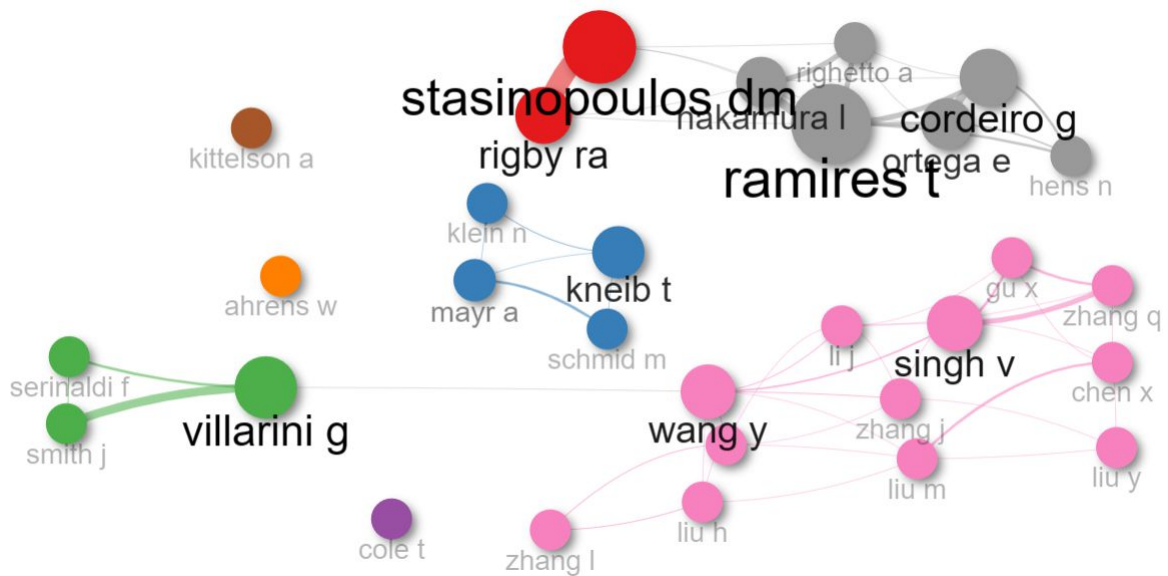 righetto a
stasinopoulos dm
nakamura l
cordeiro g
kittelson a
rigby ra
ortega e
ramires t
hens n
klein n
kneib t
gu x
ahrens w
mayr a
zhang q
schmid m
li j
singh v
serinaldi f
chen x
villarini g
wang y
zhang j
smith j
liu m
liu y
liu h
cole t
zhang l